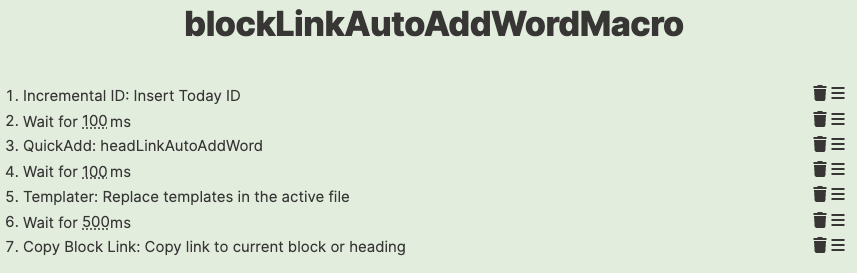 blockLinkAutoAddWordMacro
1. Incremental ID: Insert Today ID
2. Wait for 100 ms
3. QuickAdd: headLinkAutoAddWord
4. Wait for 100 ms
5. Templater: Replace templates in the active file
6. Wait for 500ms
7. Copy Block Link: Copy link to current block or heading